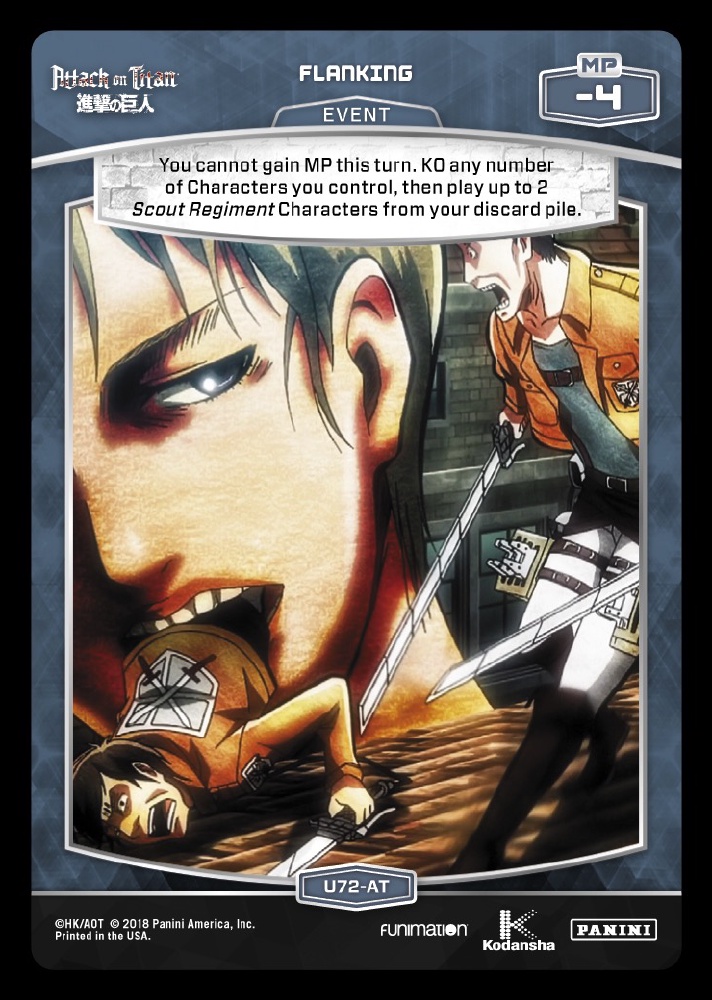 Attack on Titan
進撃の巨人
FLANKING
MP
-4
EVENT
You cannot gain MP this turn. KO any number
of Characters you control, then play up to 2
Scout Regiment Characters from your discard pile.
U72-AT
©HK/AOT © 2018 Panini America, Inc.
Printed in the USA.
FUNIMATION
Kodansha
PANINI